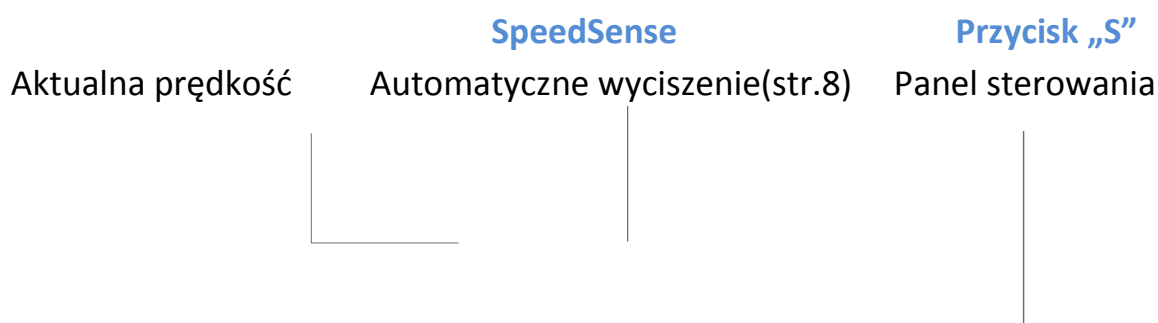 SpeedSense Przycisk „S”
Aktualna prędkość Automatyczne wyciszenie(str.8) Panel sterowania